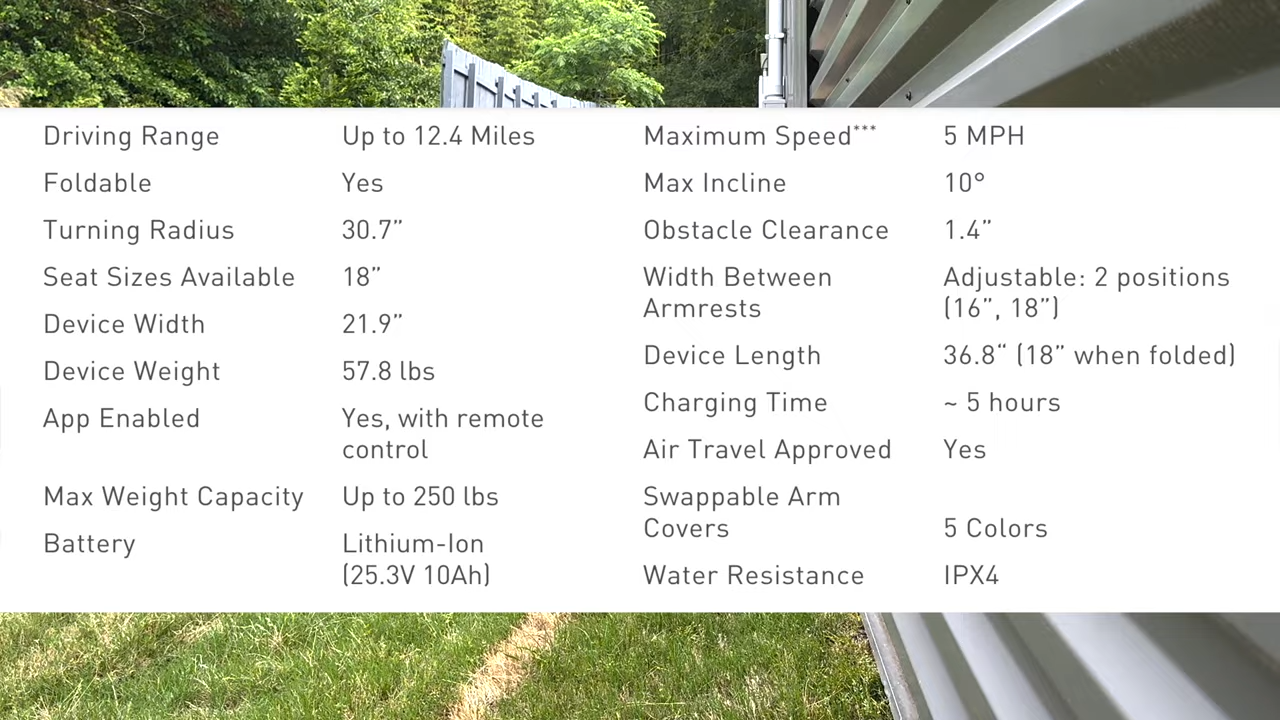 Driving Range Up to 12.4 Miles
Foldable Yes
Turning Radius 30.7”
Seat Sizes Available 18”
Device Width 21.9”
Device Weight 57.8 lbs
App Enabled Yes, with remote
control
Max Weight Capacity Up to 250 lbs
Battery Lithium-Ion
(25.3V 10Ah)
Maximum Speed*** 5 MPH
Max Incline 10°
Obstacle Clearance 1.4”
Width Between Adjustable: 2 positions
Armrests (16”, 18”)
Device Length 36.8“ (18” when folded)
Charging Time ~ 5 hours
Air Travel Approved Yes
Swappable Arm
Covers 5 Colors
Water Resistance IPX4